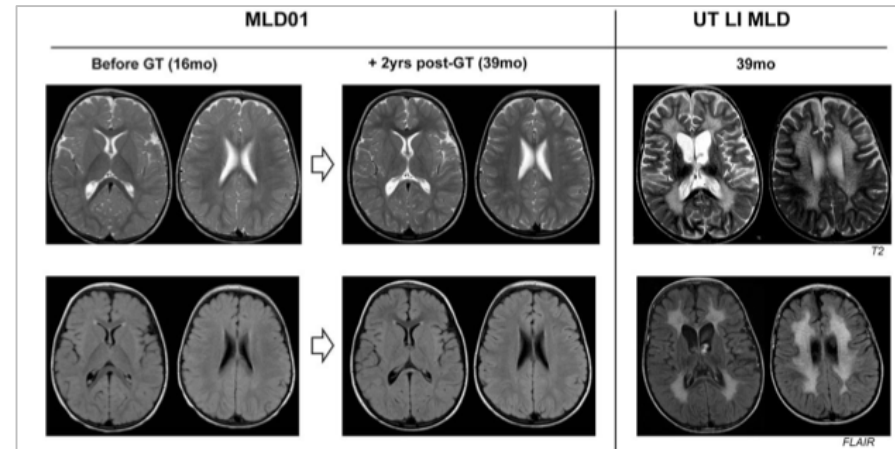 MLD01
UT LI MLD
Before GT (16mo)
+ 2yrs post-GT (39mo)
39mo
T2
FLAIR